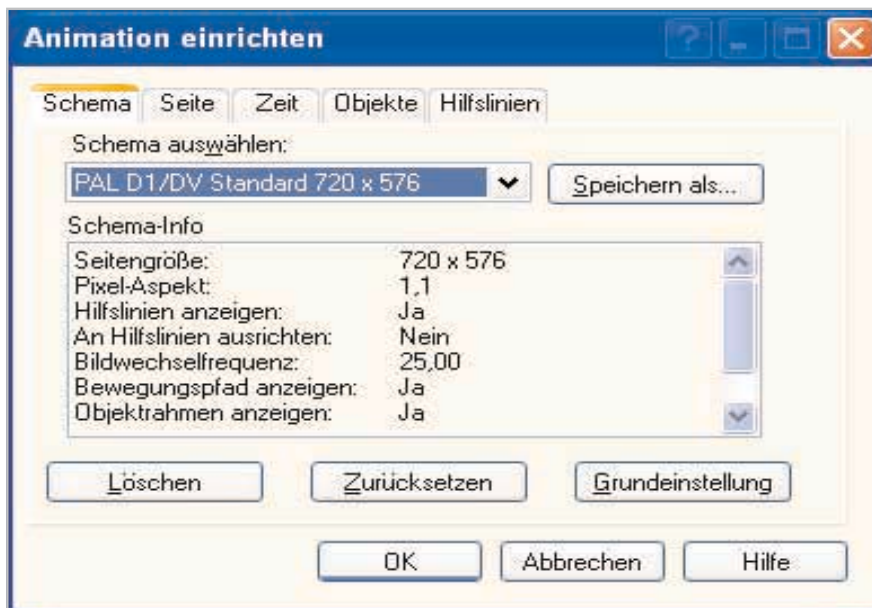 Animation einrichten
Schema Seite Zeit Objekte Hilfslinien
Schema auswählen:
PAL D1/DV Standard 720 x 576
Speichern als...
Schema-Info
Seitengröße: 720 x 576
Pixel-Aspekt: 1,1
Hilfslinien anzeigen: Ja
An Hilfslinien ausrichten: Nein
Bildwechselfrequenz: 25,00
Bewegungspfad anzeigen: Ja
Objektrahmen anzeigen: Ja
Löschen Zurücksetzen Grundeinstellung
OK Abbrechen Hilfe